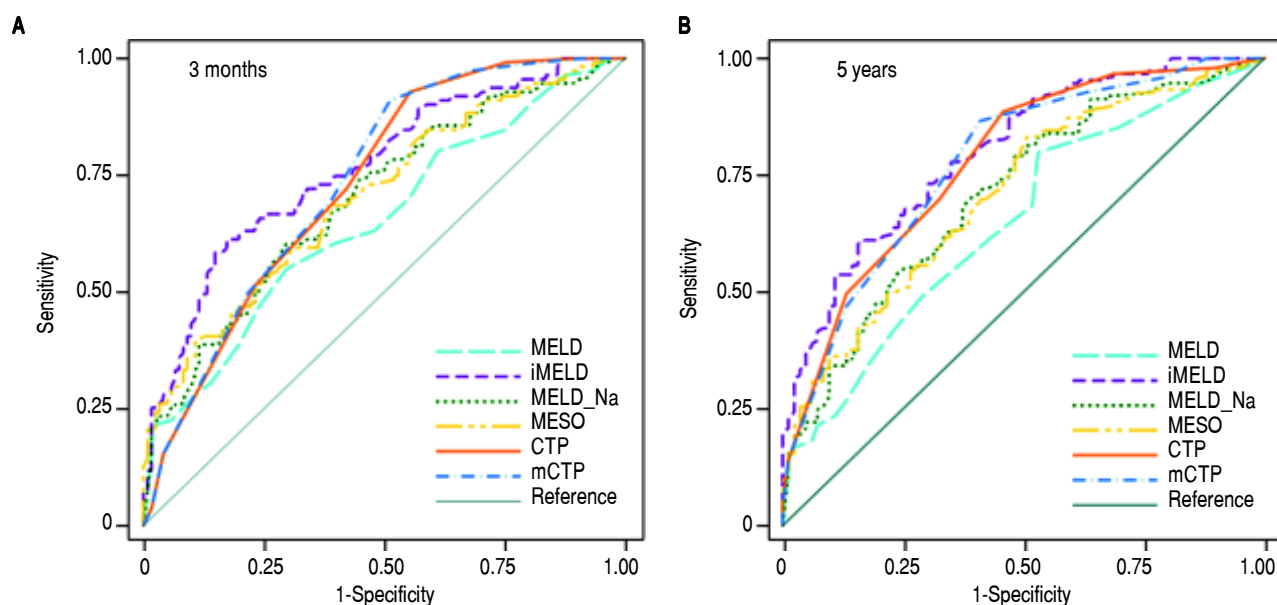 A
3 months
1.00
0.75
0.50
0.25
0
Sensitivity
MELD
iMELD
MELD_Na
MESO
CTP
mCTP
Reference
0 0.25 0.50 0.75 1.00
1-Specificity
B
5 years
1.00
0.75
0.50
0.25
0
Sensitivity
MELD
iMELD
MELD_Na
MESO
CTP
mCTP
Reference
0 0.25 0.50 0.75 1.00
1-Specificity